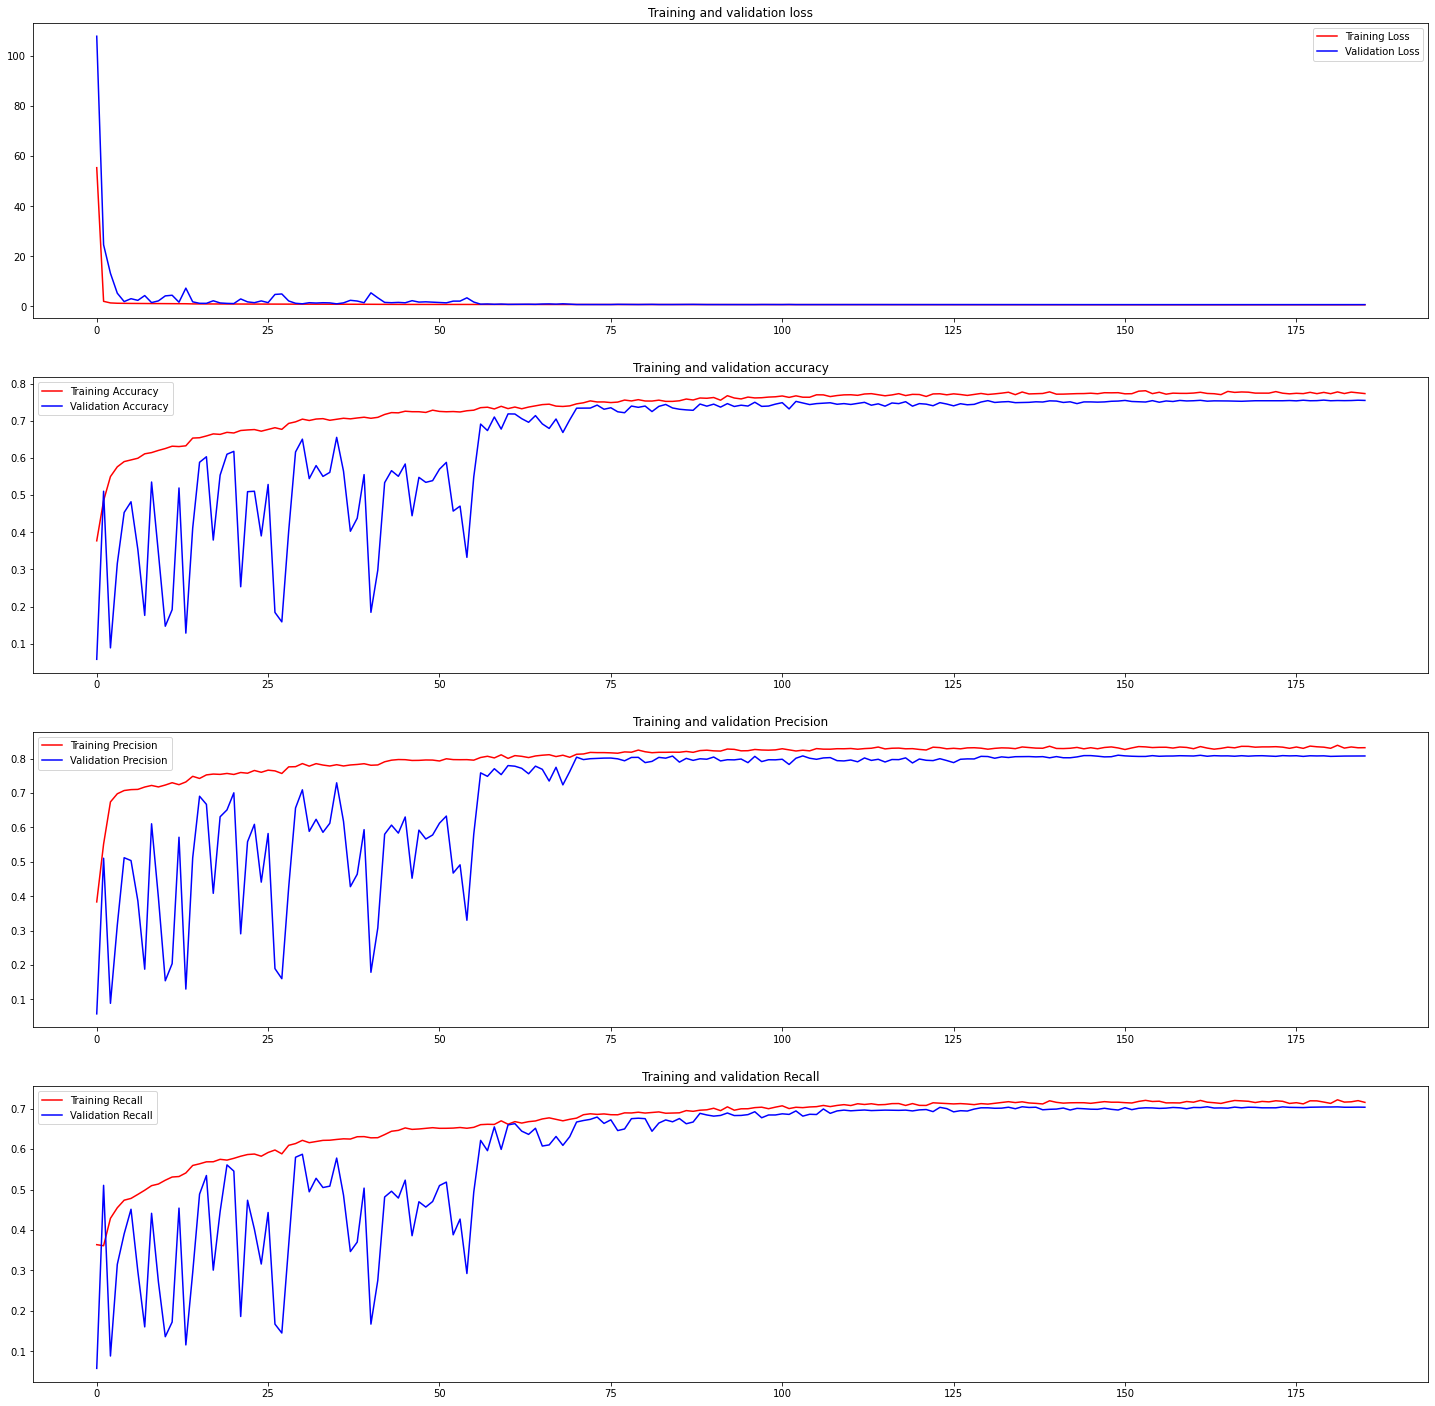 Training and validation loss
Training Loss
Validation Loss
100
80
60
40
20
0
0 25 50 75 100 125 150 175
Training and validation accuracy
Training Accuracy
Validation Accuracy
0.8
0.7
0.6
0.5
0.4
0.3
0.2
0.1
0 25 50 75 100 125 150 175
Training and validation Precision
Training Precision
Validation Precision
0.8
0.7
0.6
0.5
0.4
0.3
0.2
0.1
0 25 50 75 100 125 150 175
Training and validation Recall
Training Recall
Validation Recall
0.7
0.6
0.5
0.4
0.3
0.2
0.1
0 25 50 75 100 125 150 175